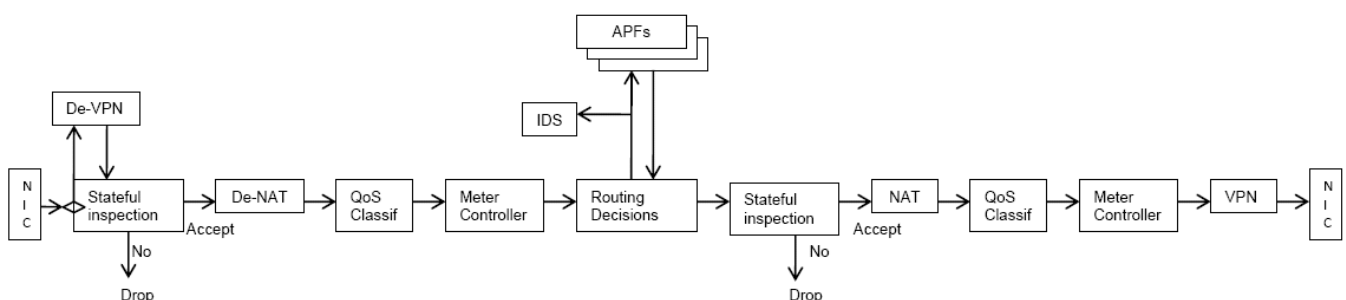 APFs
De-VPN
IDS
N
I
C
Stateful
inspection
De-NAT
QoS
Classif
Meter
Controller
Routing
Decisions
Stateful
inspection
NAT
QoS
Classif
Meter
Controller
VPN
N
I
C
Accept
Accept
No
No
Drop
Drop